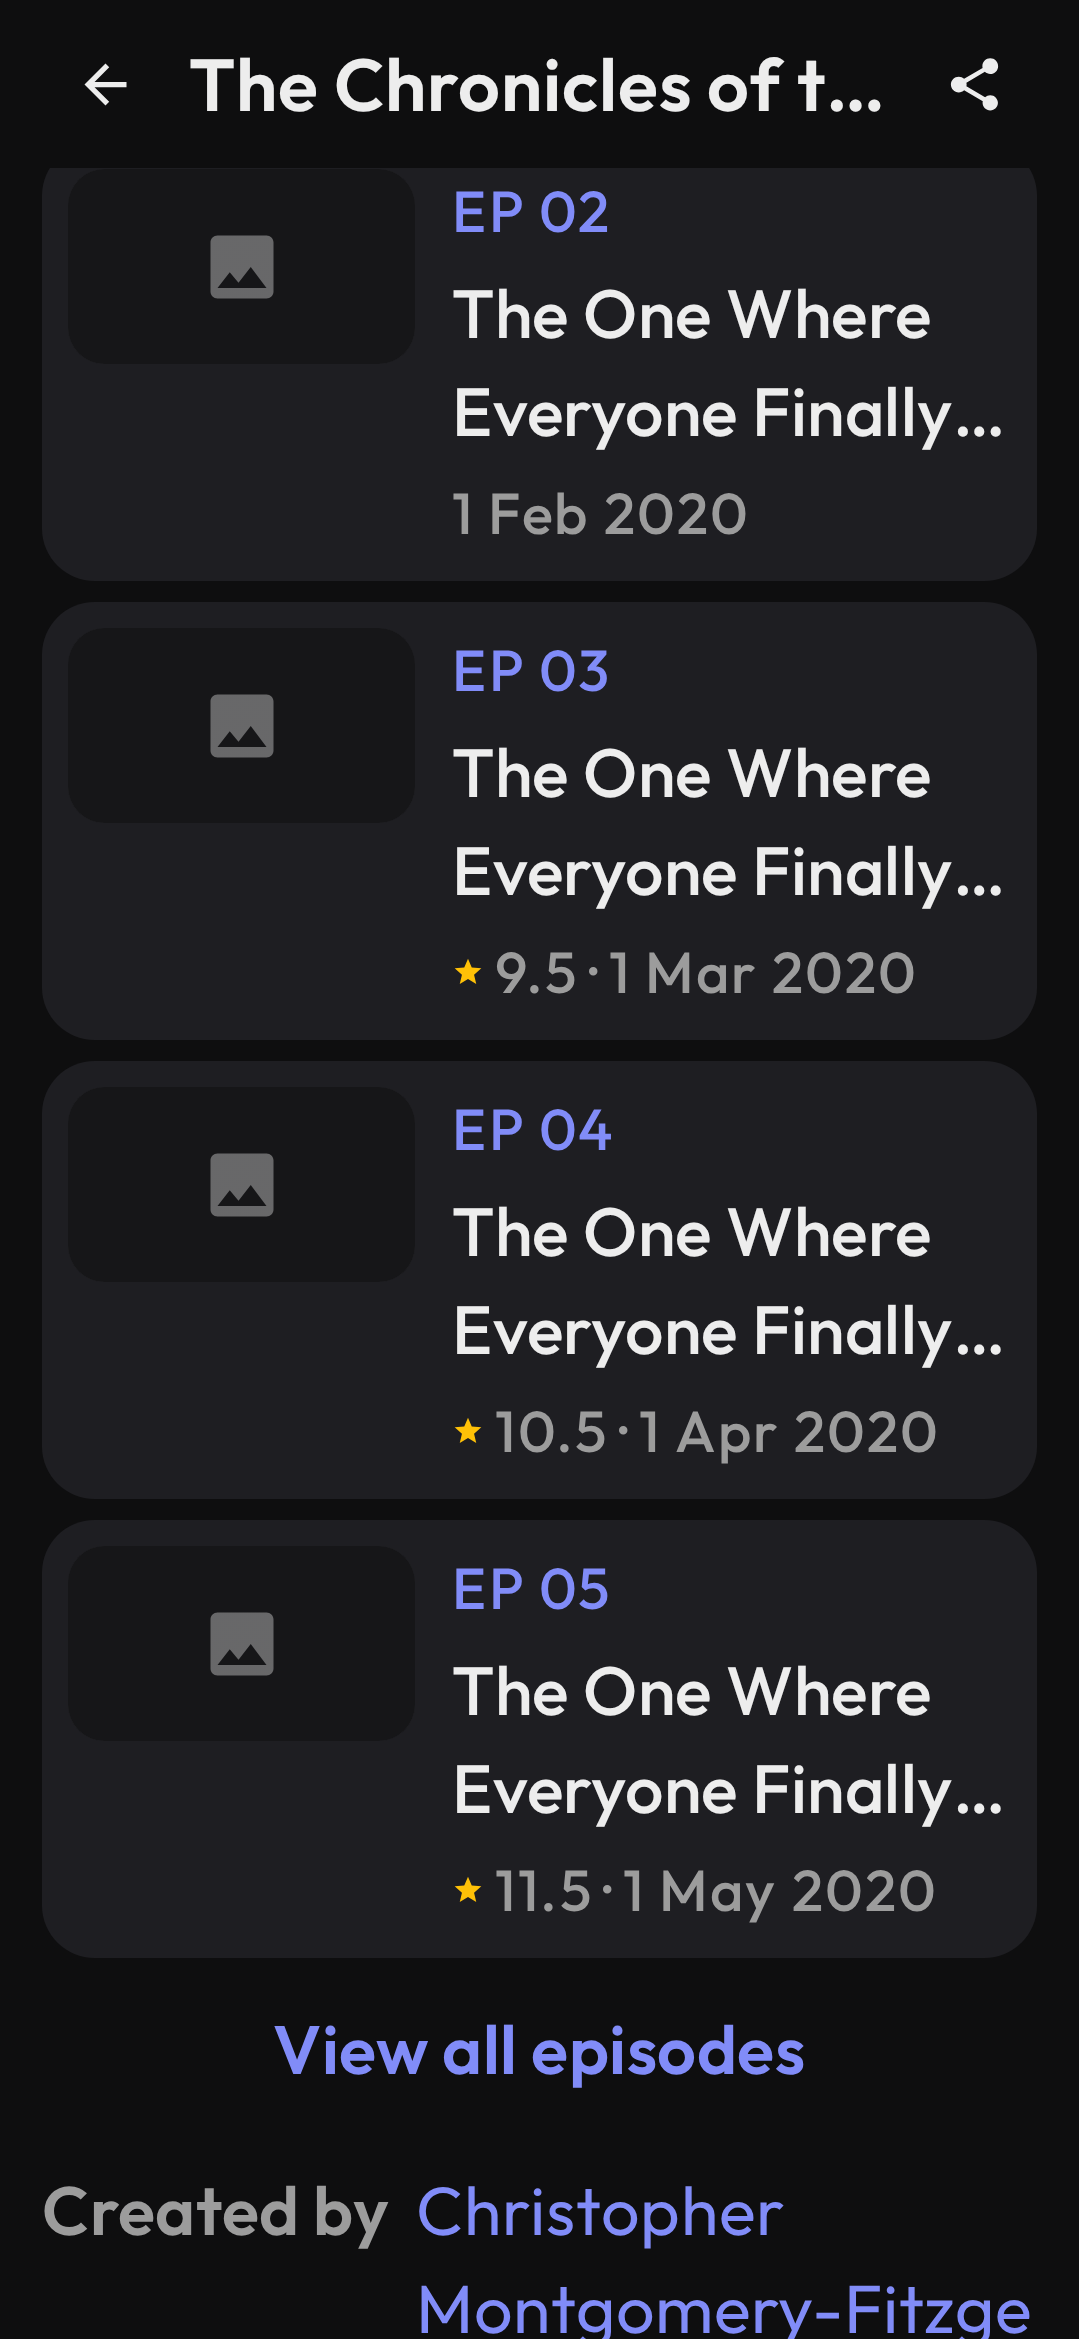 The Chronicles of t...
EP 02
The One Where
Everyone Finally...
1 Feb 2020
EP 03
The One Where
Everyone Finally...
9.5 · 1 Mar 2020
EP 04
The One Where
Everyone Finally...
10.5 · 1 Apr 2020
EP 05
The One Where
Everyone Finally...
11.5 · 1 May 2020
View all episodes
Created by Christopher
Montgomery-Fitzge